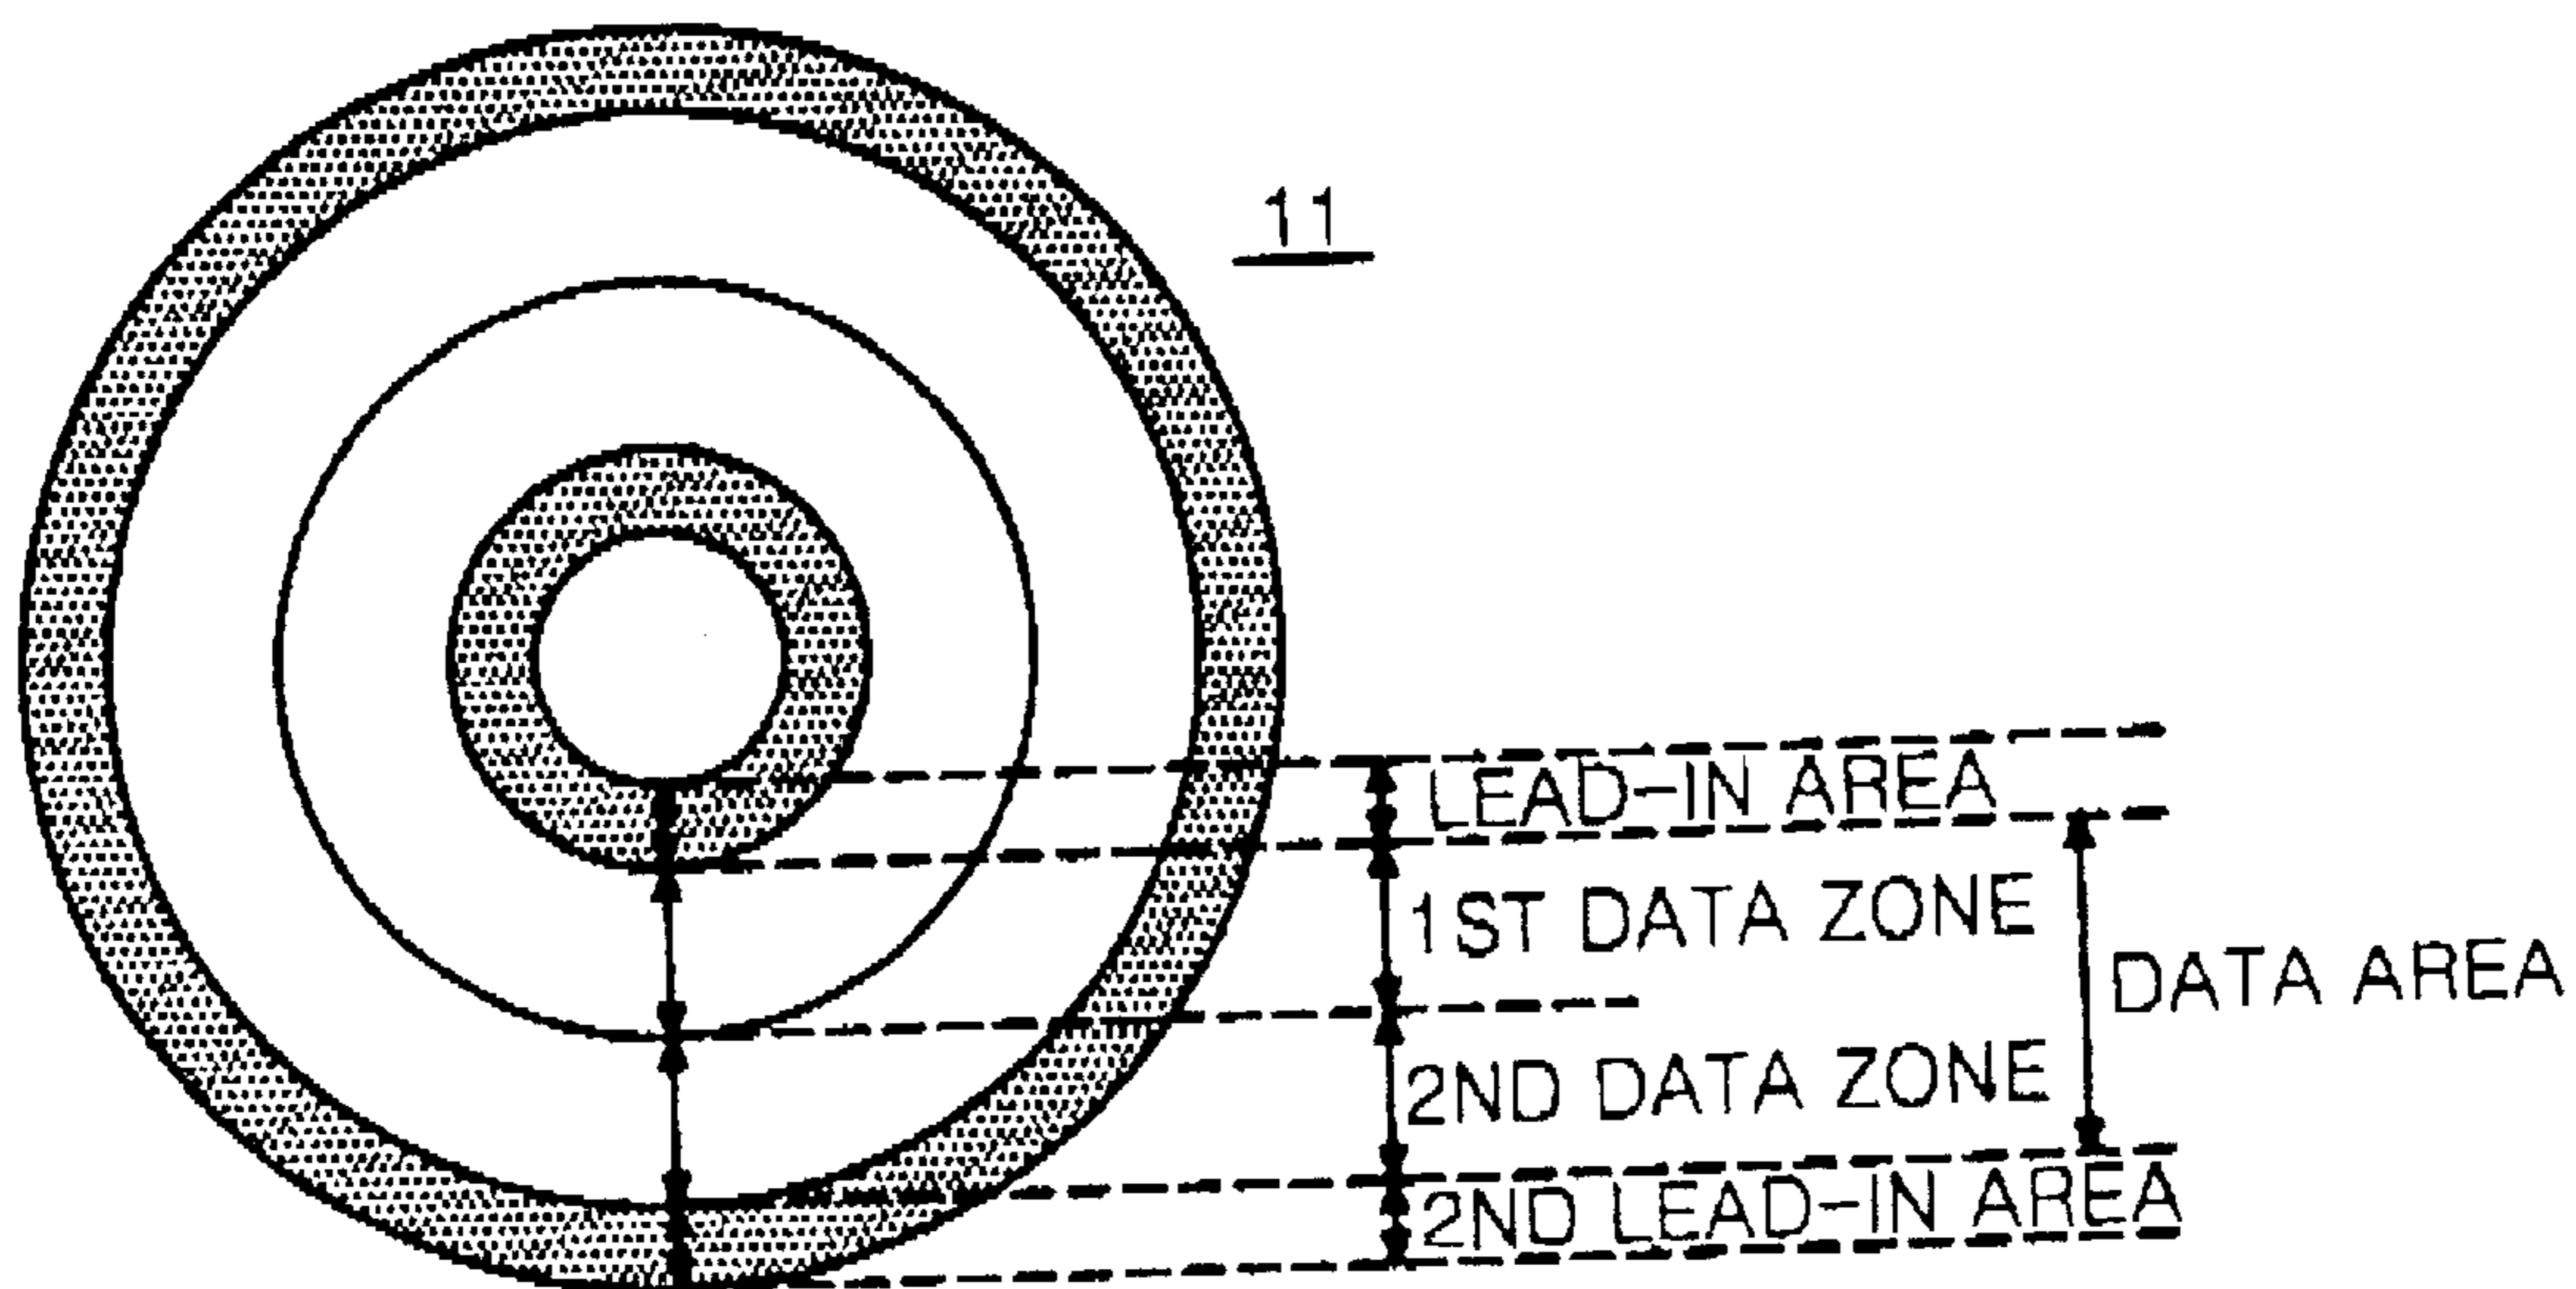 11
LEAD-IN AREA
1ST DATA ZONE
DATA AREA
2ND DATA ZONE
2ND LEAD-IN AREA